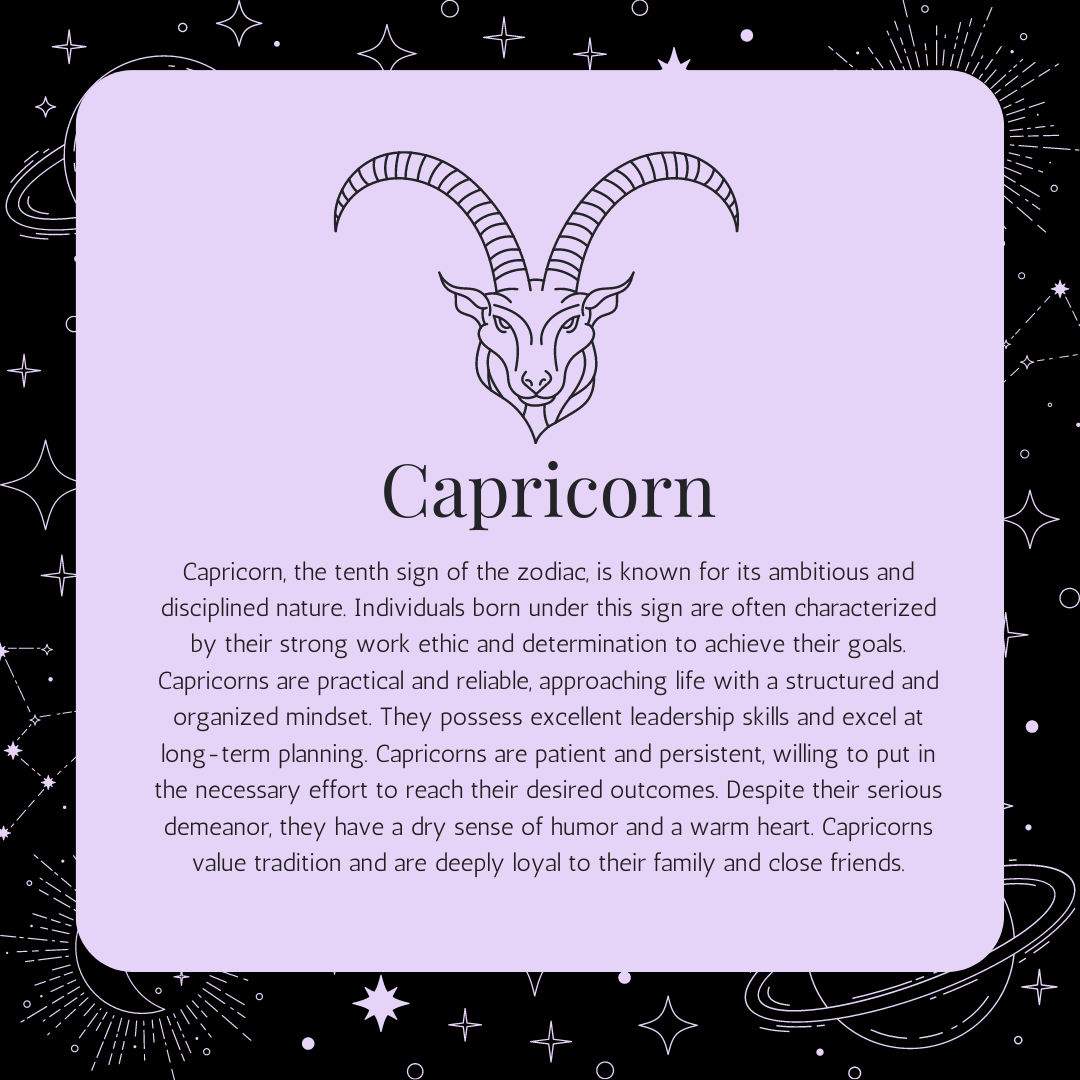 Capricorn
Capricorn, the tenth sign of the zodiac, is known for its ambitious and
disciplined nature. Individuals born under this sign are often characterized
by their strong work ethic and determination to achieve their goals.
Capricorns are practical and reliable, approaching life with a structured and
organized mindset. They possess excellent leadership skills and excel at
long-term planning. Capricorns are patient and persistent, willing to put in
the necessary effort to reach their desired outcomes. Despite their serious
demeanor, they have a dry sense of humor and a warm heart. Capricorns
value tradition and are deeply loyal to their family and close friends.